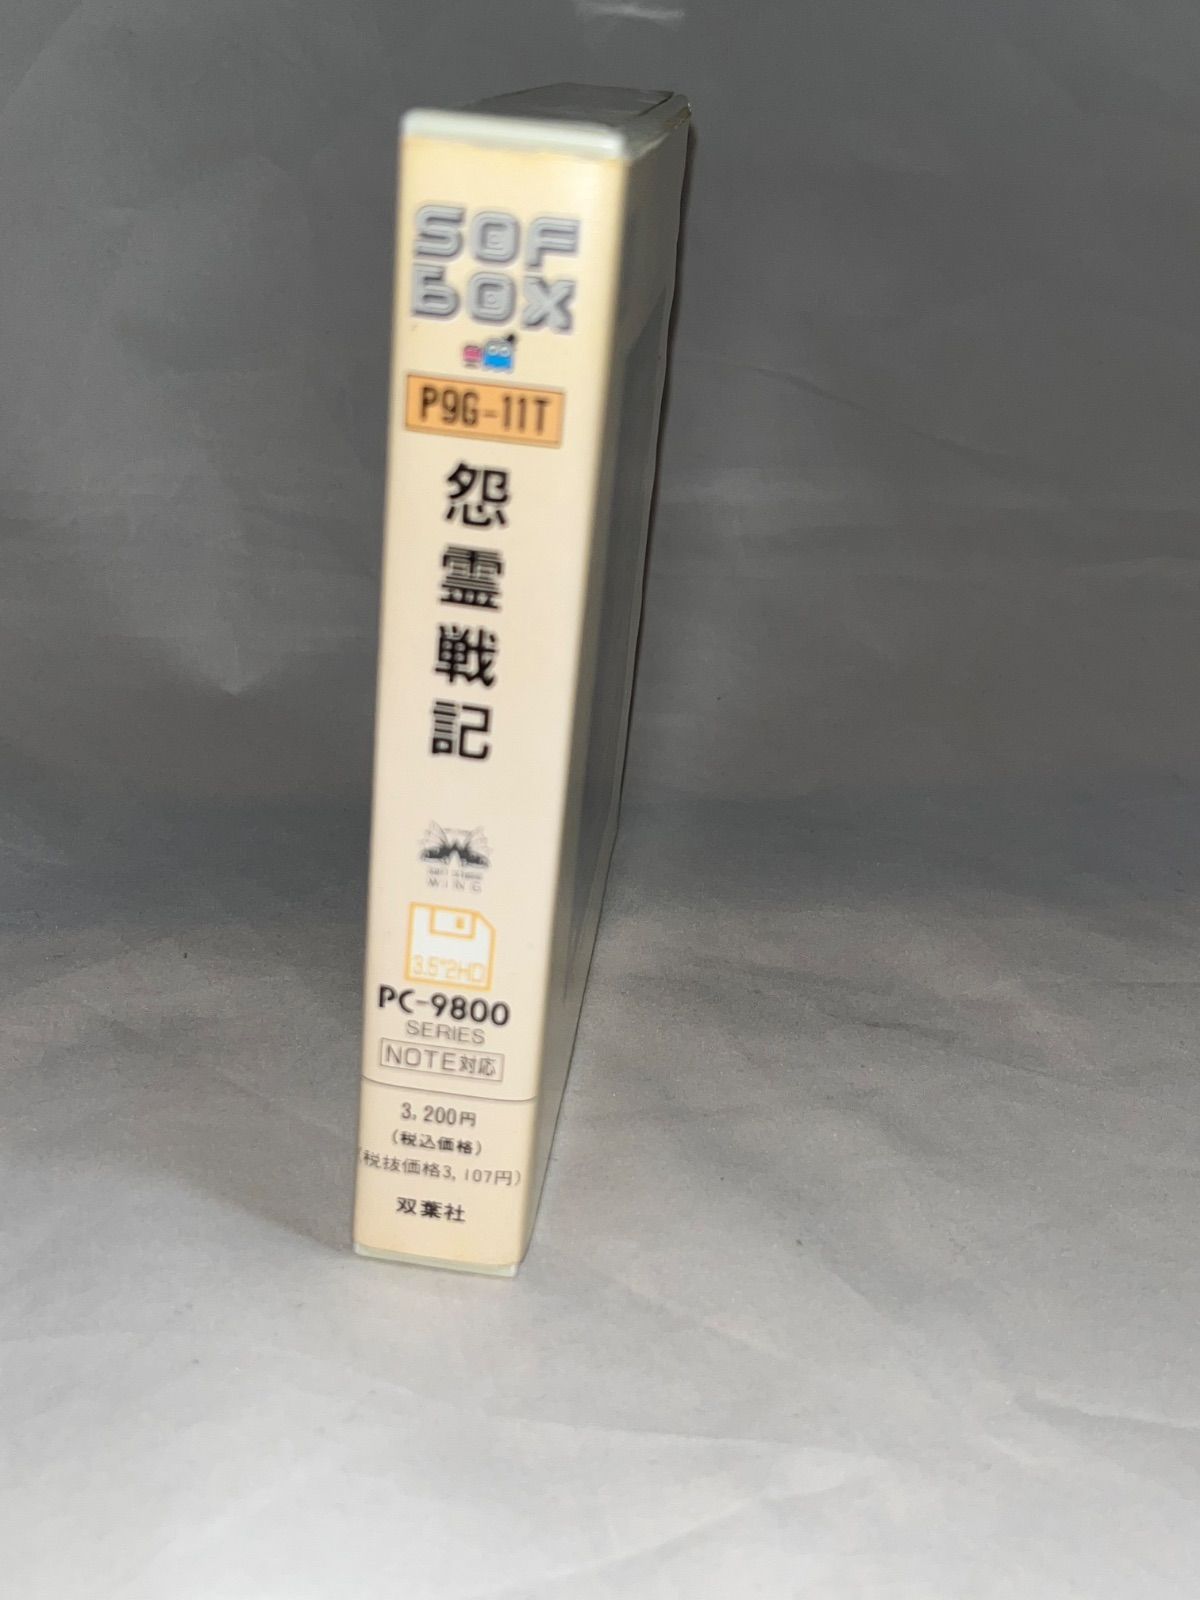 SOF
box
P9G-11T
怨霊戦記
WING
3.5"2HD
PC-9800
SERIES
NOTE対応
3,200円
(税込価格)
(税抜価格3,107円)
双葉社